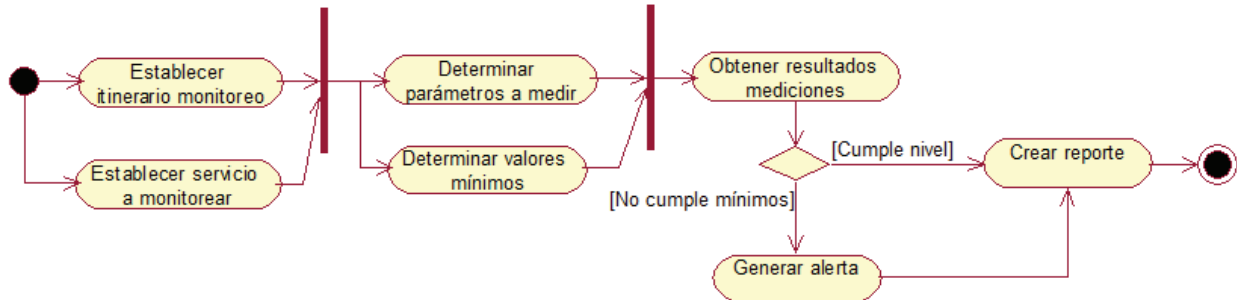 Establecer
itinerario monitoreo
Establecer servicio
a monitorear
Determinar
parámetros a medir
Determinar valores
mínimos
Obtener resultados
mediciones
[Cumple nivel]
[No cumple mínimos]
Generar alerta
Crear reporte